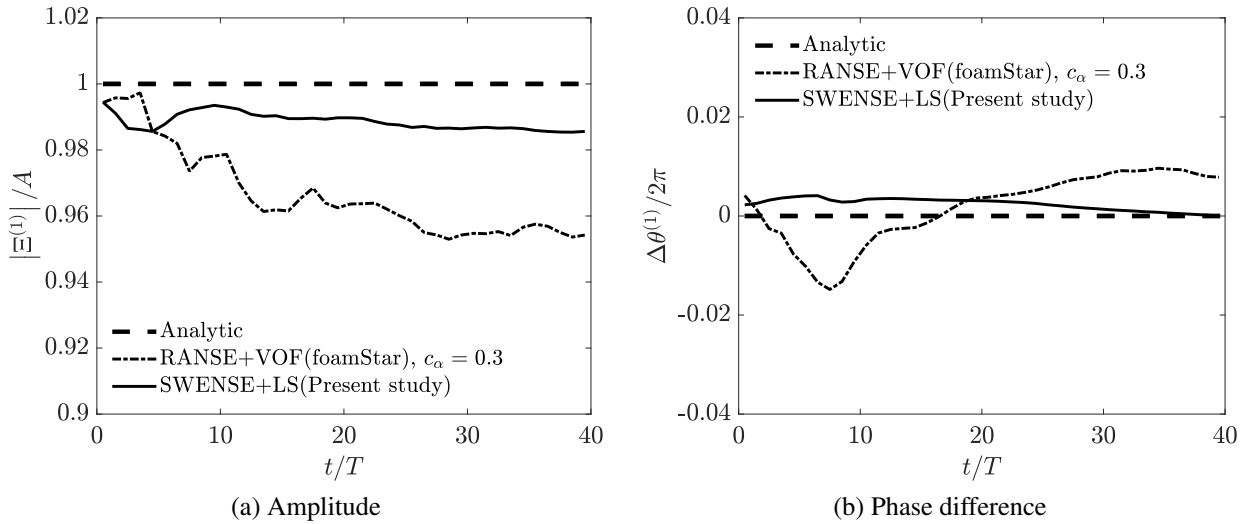 1.02
1
0.98
0.96
0.94
0.92
0.9
|Ξ⁽¹⁾|/A
Analytic
RANSE+VOF(foamStar), cα = 0.3
SWENSE+LS(Present study)
0 10 20 30 40
t/T
(a) Amplitude
0.04
0.02
0
-0.02
-0.04
Δθ⁽¹⁾/2π
Analytic
RANSE+VOF(foamStar), cα = 0.3
SWENSE+LS(Present study)
0 10 20 30 40
t/T
(b) Phase difference